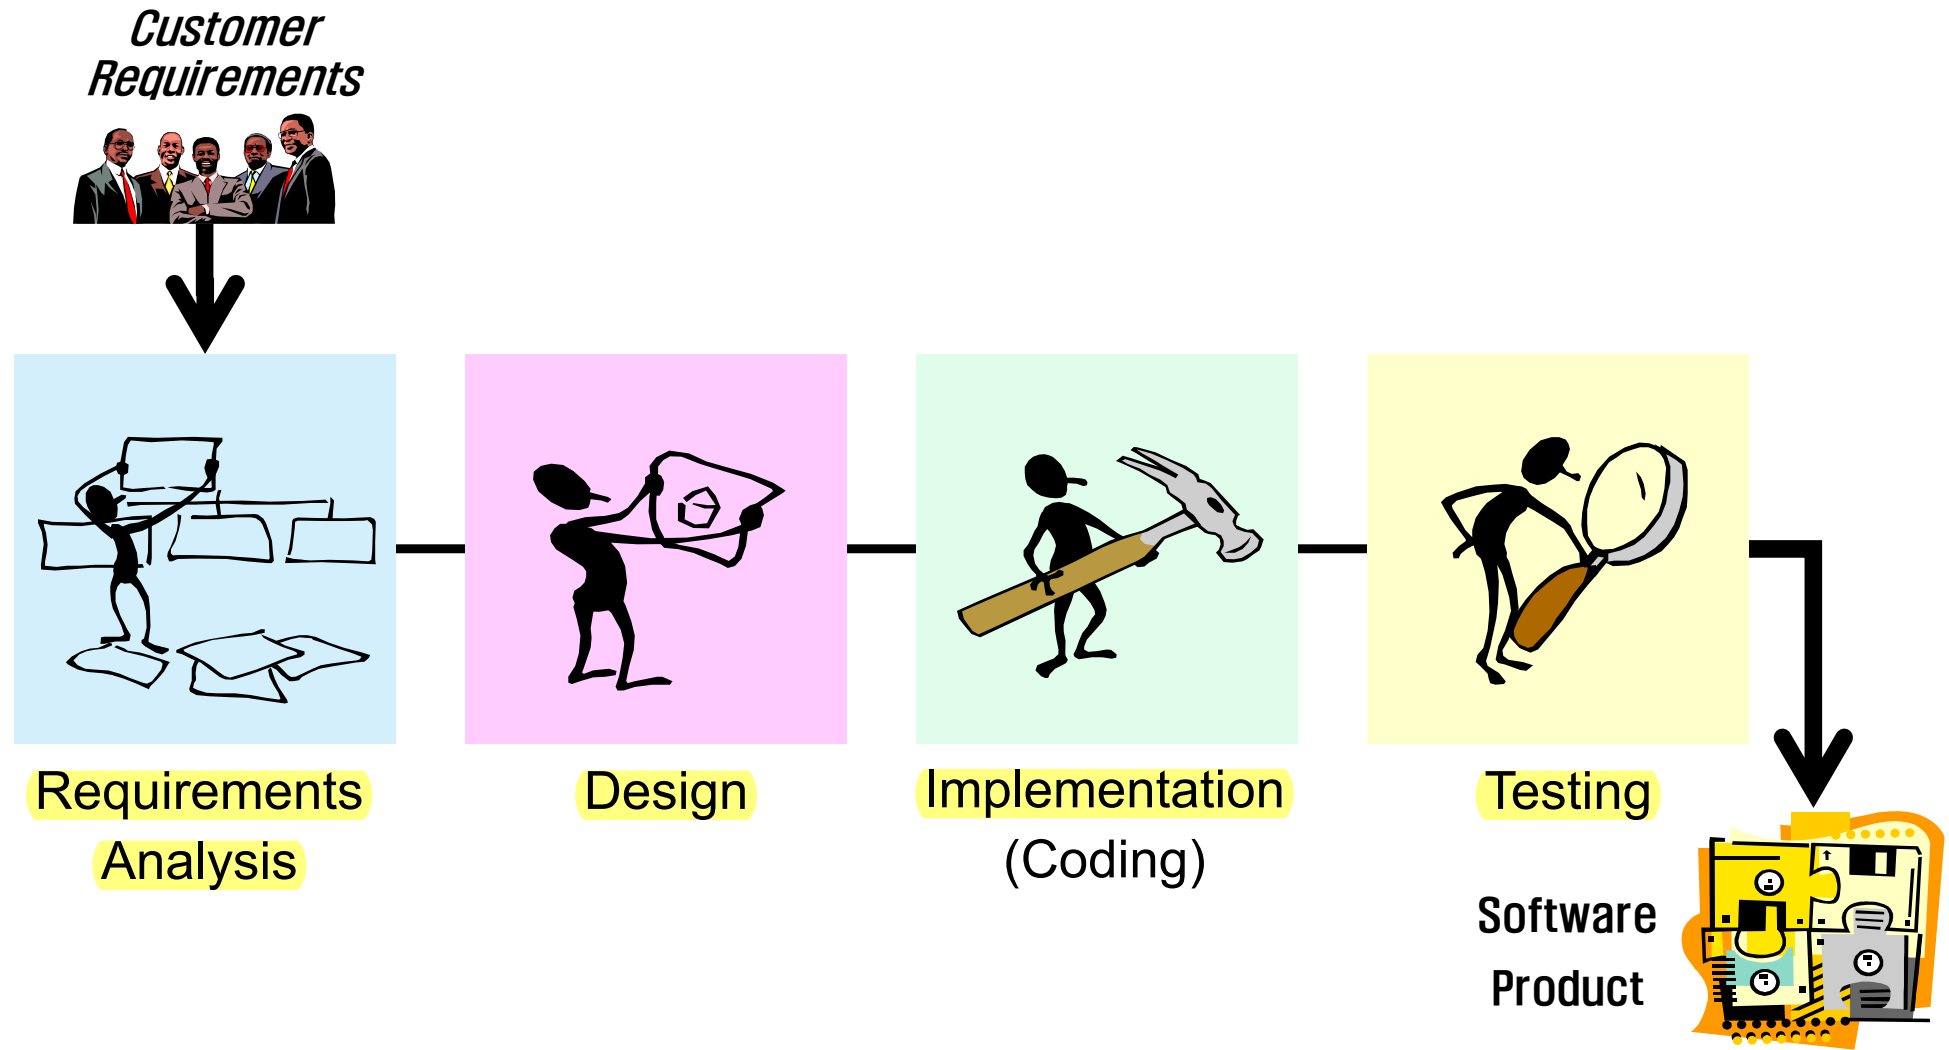 Customer
Requirements
Requirements
Analysis
Design
Implementation
(Coding)
Testing
Software
Product